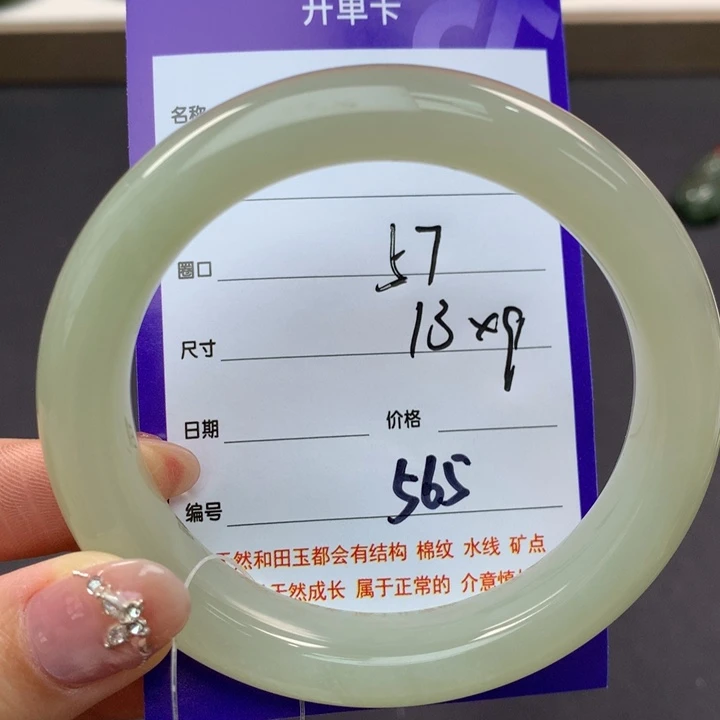 开单卡
名称
圈口 57
尺寸 13×9
日期 价格
编号 565
天然和田玉都会有结构 棉纹 水线 矿点
天然成长 属于正常的 介意慎